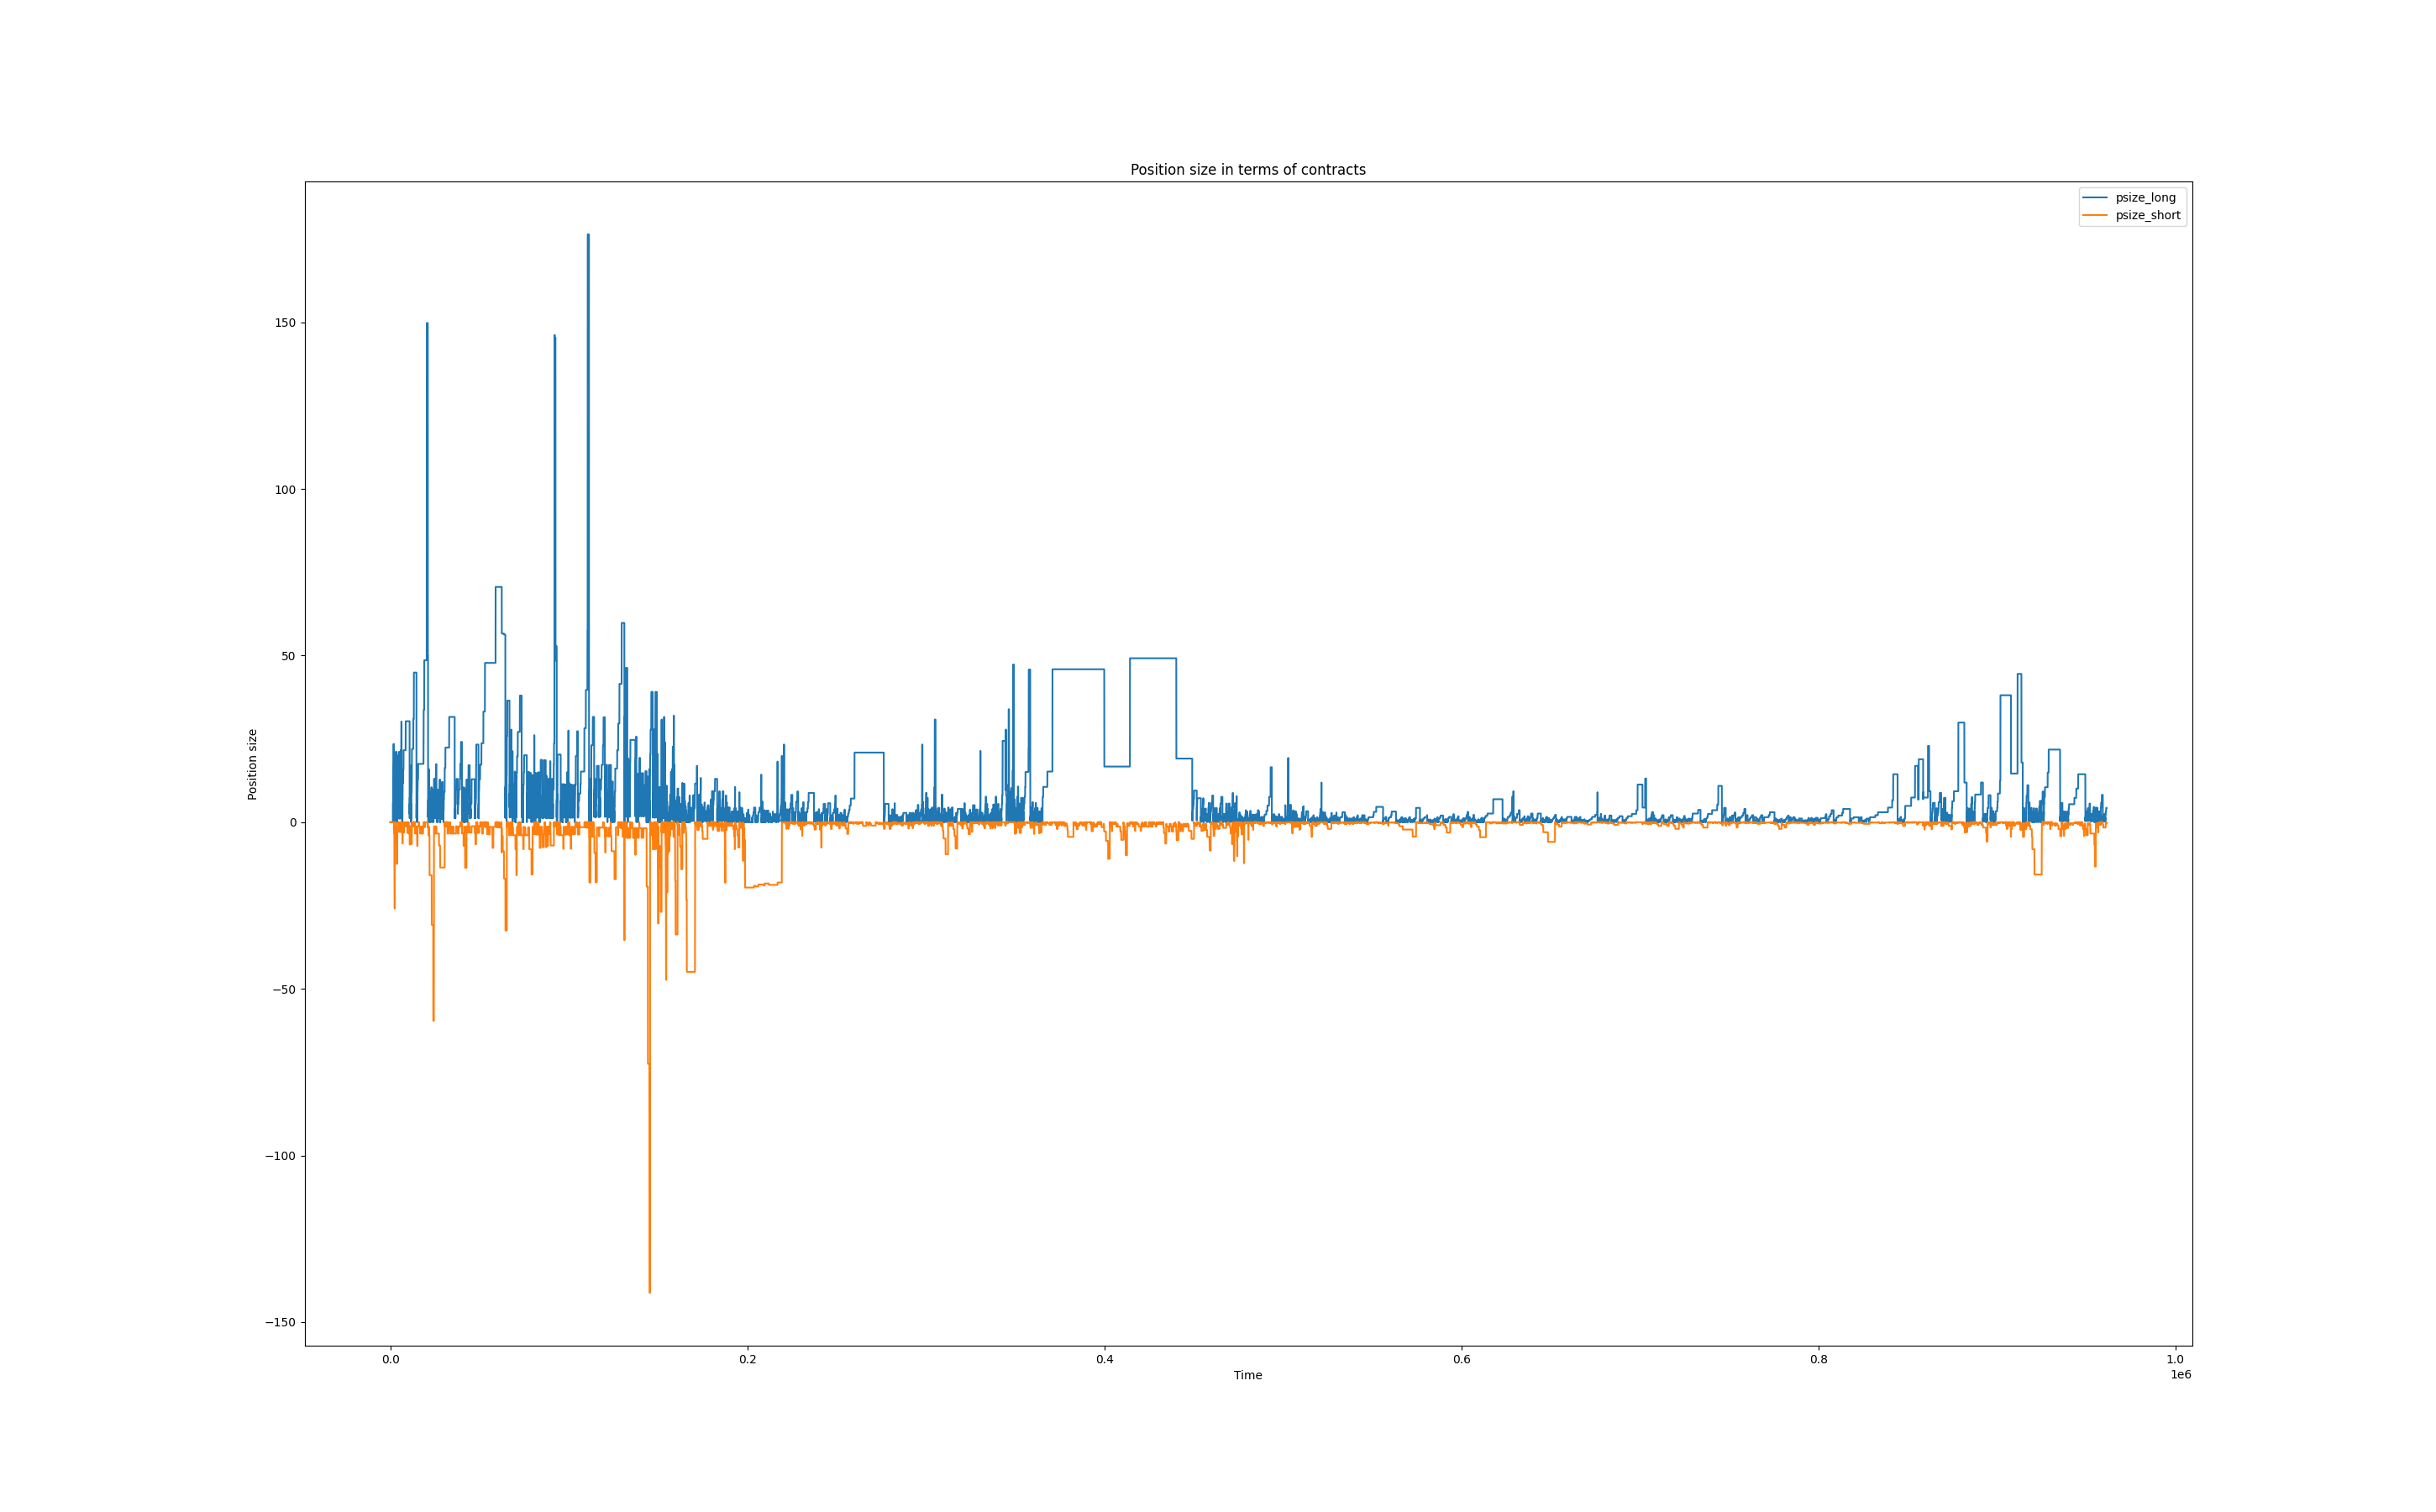 Position size in terms of contracts
psize_long
psize_short
Position size
150
100
50
0
−50
−100
−150
0.0
0.2
0.4
0.6
0.8
1.0
Time
1e6